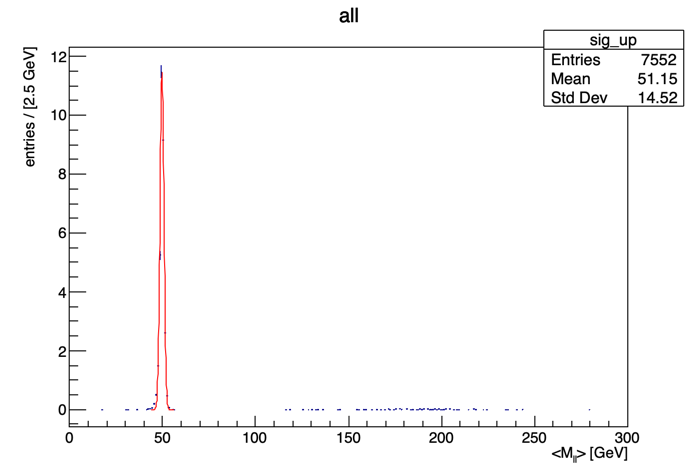 all
sig_up
Entries 7552
Mean 51.15
Std Dev 14.52
entries / [2.5 GeV]
12
10
8
6
4
2
0
0 50 100 150 200 250 300
<M_ll> [GeV]